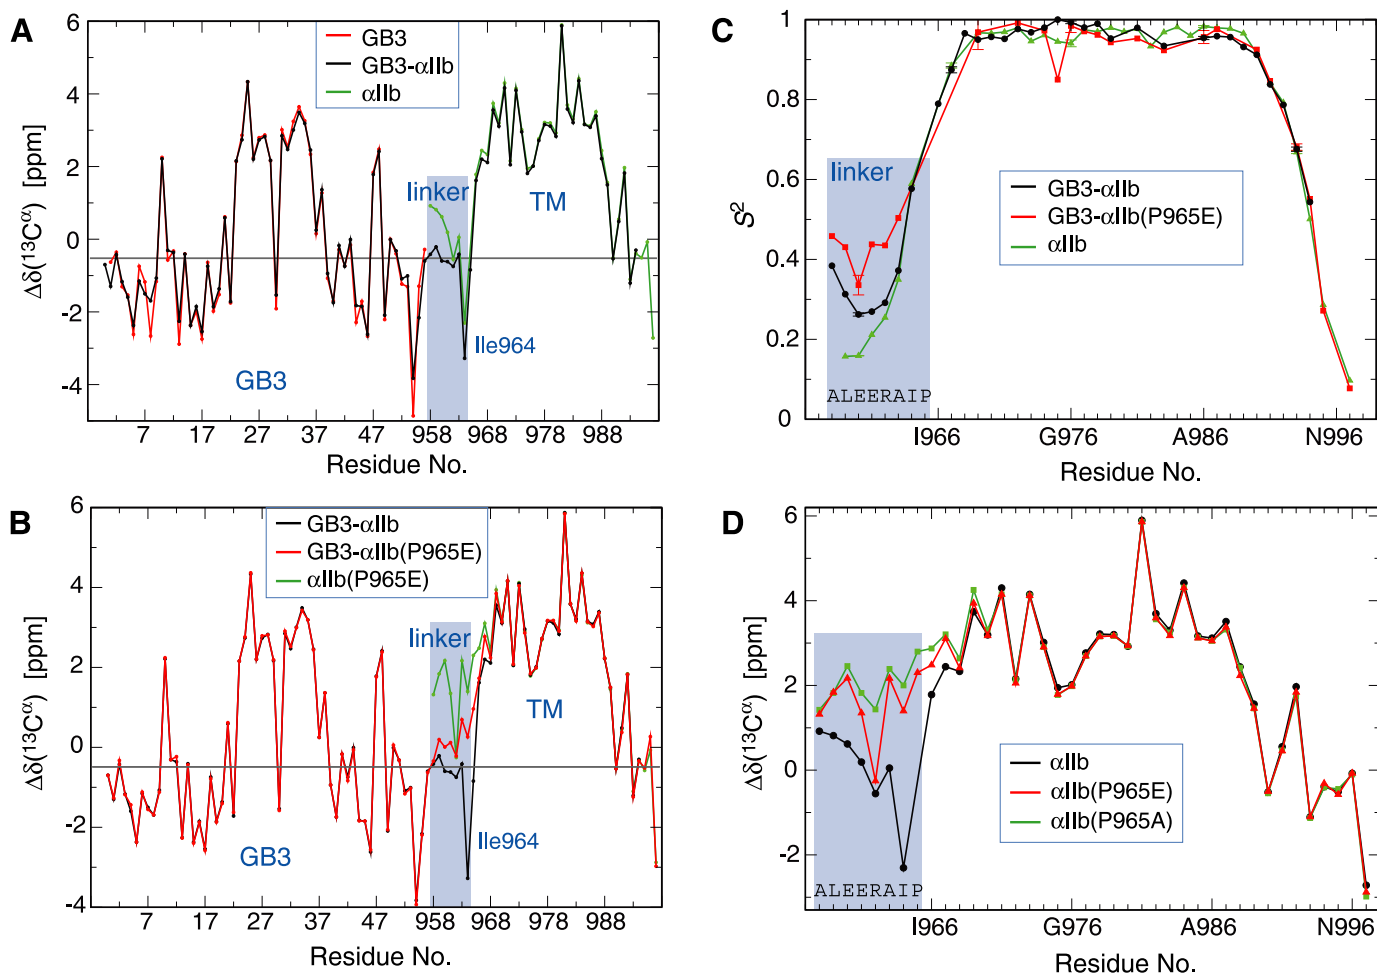 A
6
4
2
0
-2
-4
Δδ(¹³Cᵅ) [ppm]
GB3
GB3-αIIb
αIIb
linker
TM
Ile964
GB3
7 17 27 37 47 958 968 978 988
Residue No.
B
6
4
2
0
-2
-4
Δδ(¹³Cᵅ) [ppm]
GB3-αIIb
GB3-αIIb(P965E)
αIIb(P965E)
linker
TM
Ile964
GB3
7 17 27 37 47 958 968 978 988
Residue No.
C
1
0.8
0.6
0.4
0.2
0
S²
linker
GB3-αIIb
GB3-αIIb(P965E)
αIIb
ALEERAIP
I966 G976 A986 N996
Residue No.
D
6
4
2
0
-2
Δδ(¹³Cᵅ) [ppm]
αIIb
αIIb(P965E)
αIIb(P965A)
ALEERAIP
I966 G976 A986 N996
Residue No.